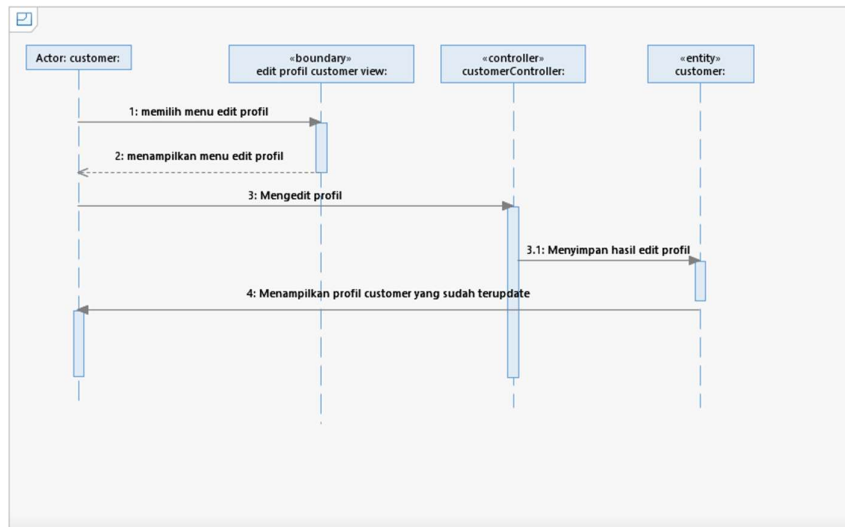 Actor: customer:
«boundary»
edit profil customer view:
«controller»
customerController:
«entity»
customer:
1: memilih menu edit profil
2: menampilkan menu edit profil
3: Mengedit profil
3.1: Menyimpan hasil edit profil
4: Menampilkan profil customer yang sudah terupdate